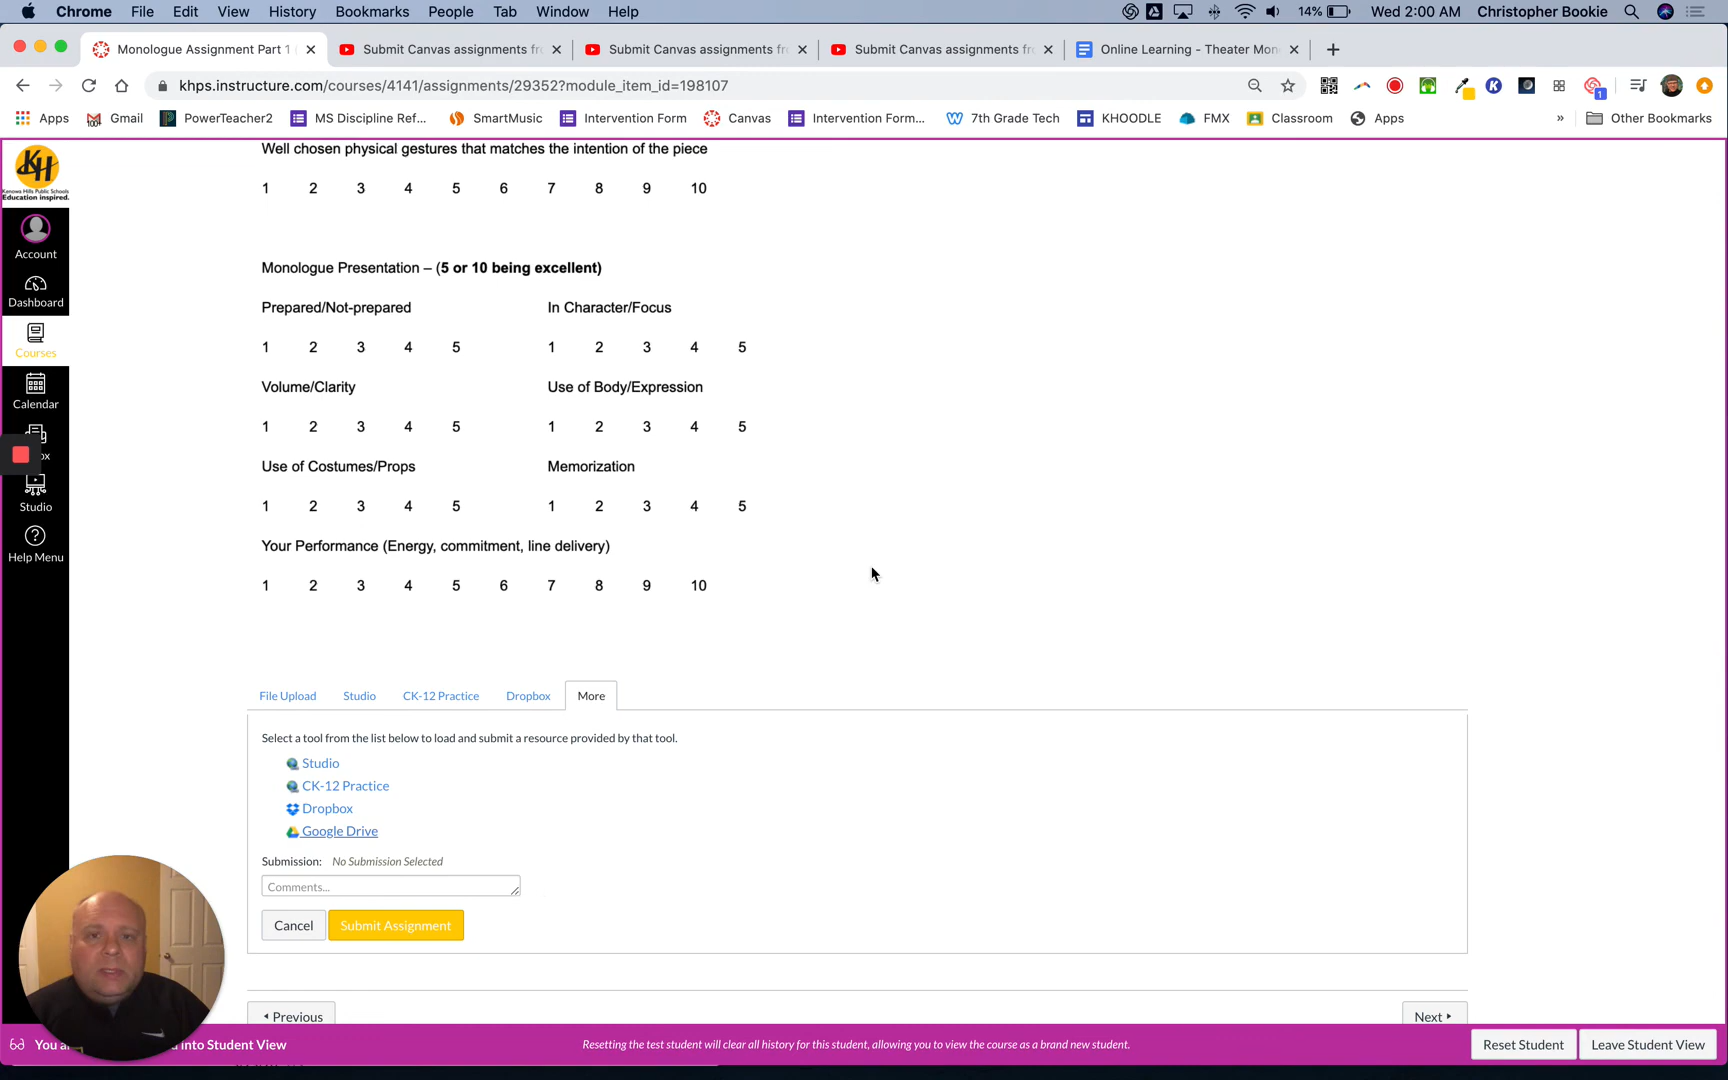 Chrome File Edit View History Bookmarks People Tab Window Help 14% Wed 2:00 AM Christopher Bookie
Monologue Assignment Part 1 Submit Canvas assignments fr Submit Canvas assignments fr Submit Canvas assignments fr Online Learning - Theater Mon
khps.instructure.com/courses/4141/assignments/29352?module_item_id=198107 1
Apps Gmail PowerTeacher2 MS Discipline Ref... SmartMusic Intervention Form Canvas Intervention Form... 7th Grade Tech KHOODLE FMX Classroom Apps » Other Bookmarks
KH
Kenowa Hills Public Schools
Education inspired.
Account
Dashboard
Courses
Calendar
ox
Studio
Help Menu
Well chosen physical gestures that matches the intention of the piece
1 2 3 4 5 6 7 8 9 10
Monologue Presentation – (5 or 10 being excellent)
Prepared/Not-prepared In Character/Focus
1 2 3 4 5 1 2 3 4 5
Volume/Clarity Use of Body/Expression
1 2 3 4 5 1 2 3 4 5
Use of Costumes/Props Memorization
1 2 3 4 5 1 2 3 4 5
Your Performance (Energy, commitment, line delivery)
1 2 3 4 5 6 7 8 9 10
File Upload Studio CK-12 Practice Dropbox More
Select a tool from the list below to load and submit a resource provided by that tool.
Studio
CK-12 Practice
Dropbox
Google Drive
Submission: No Submission Selected
Comments...
Cancel Submit Assignment
Previous Next
You a into Student View Resetting the test student will clear all history for this student, allowing you to view the course as a brand new student. Reset Student Leave Student View